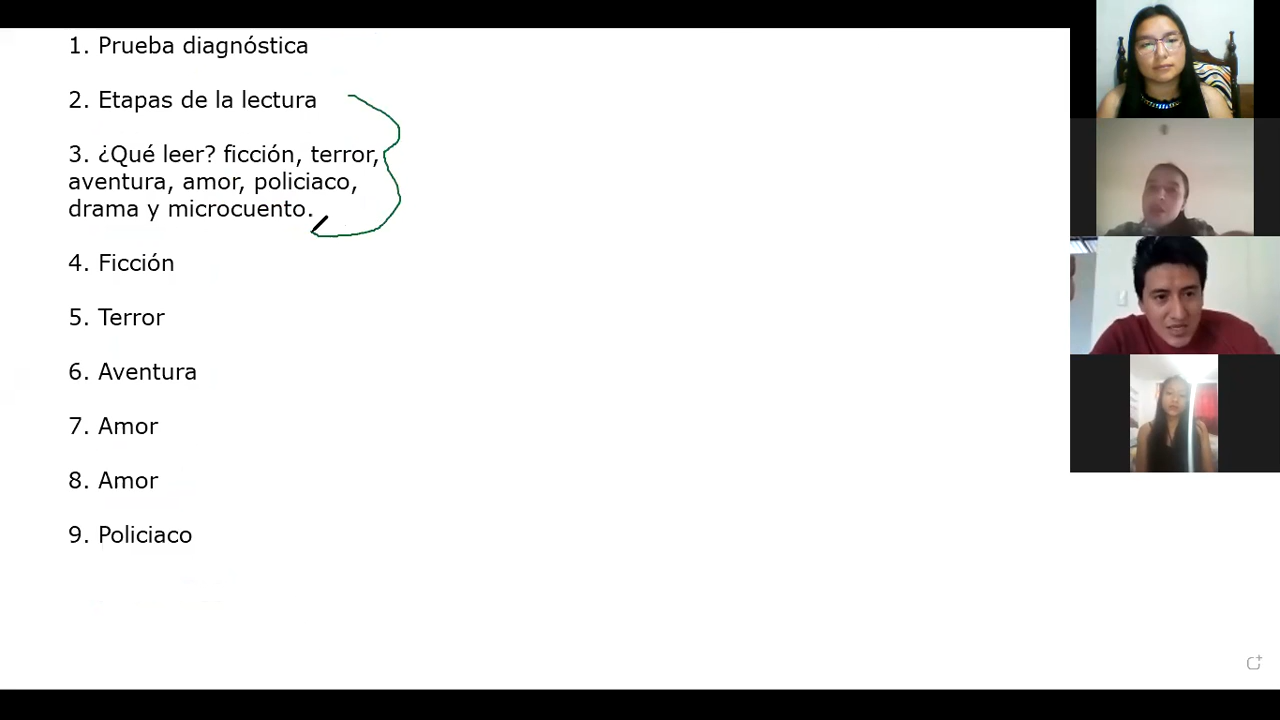 1. Prueba diagnóstica
2. Etapas de la lectura
3. ¿Qué leer? ficción, terror,
aventura, amor, policiaco,
drama y microcuento.
4. Ficción
5. Terror
6. Aventura
7. Amor
8. Amor
9. Policiaco